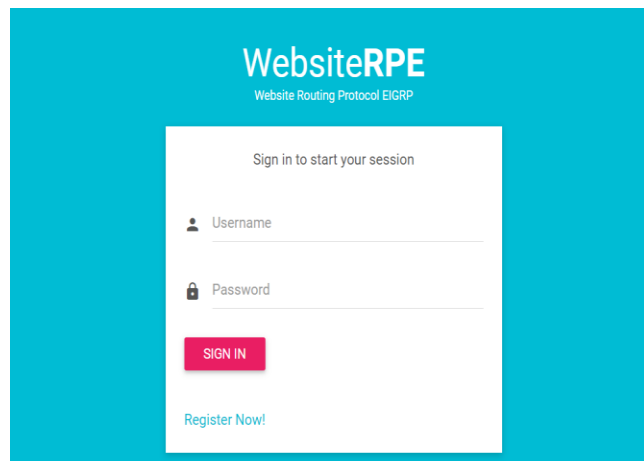 WebsiteRPE
Website Routing Protocol EIGRP
Sign in to start your session
Username
Password
SIGN IN
Register Now!